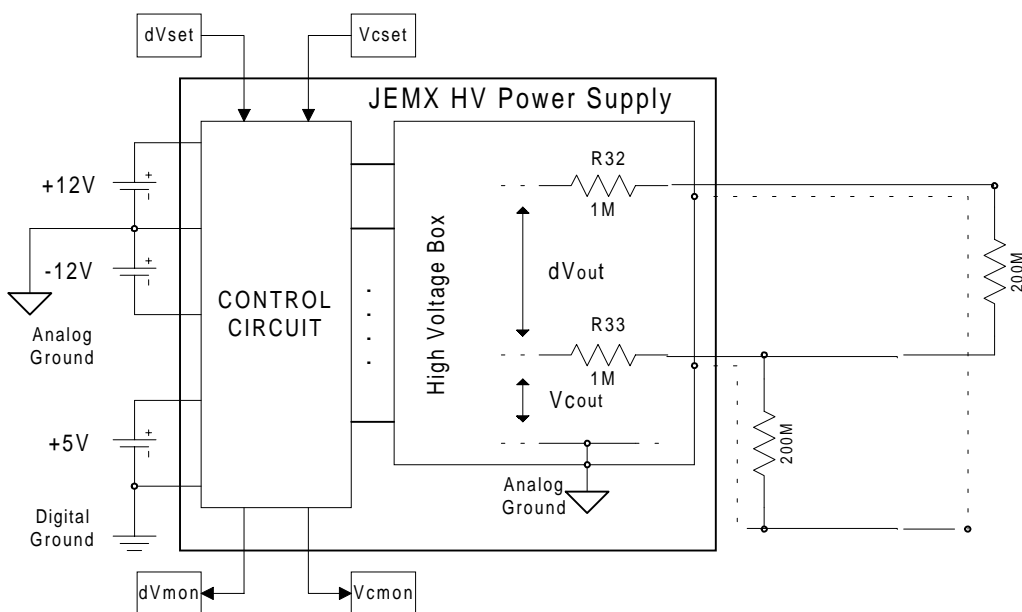 dVset
Vcset
JEMX HV Power Supply
+12V
-12V
Analog
Ground
+5V
Digital
Ground
CONTROL
CIRCUIT
High Voltage Box
R32
1M
dVout
R33
1M
Vcout
Analog
Ground
200M
200M
dVmon
Vcmon